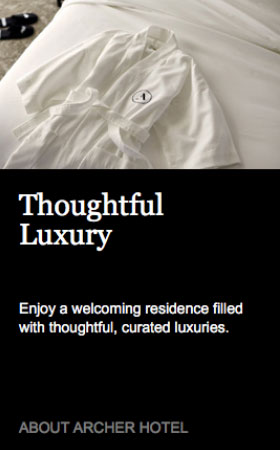 Thoughtful
Luxury
Enjoy a welcoming residence filled
with thoughtful, curated luxuries.
ABOUT ARCHER HOTEL